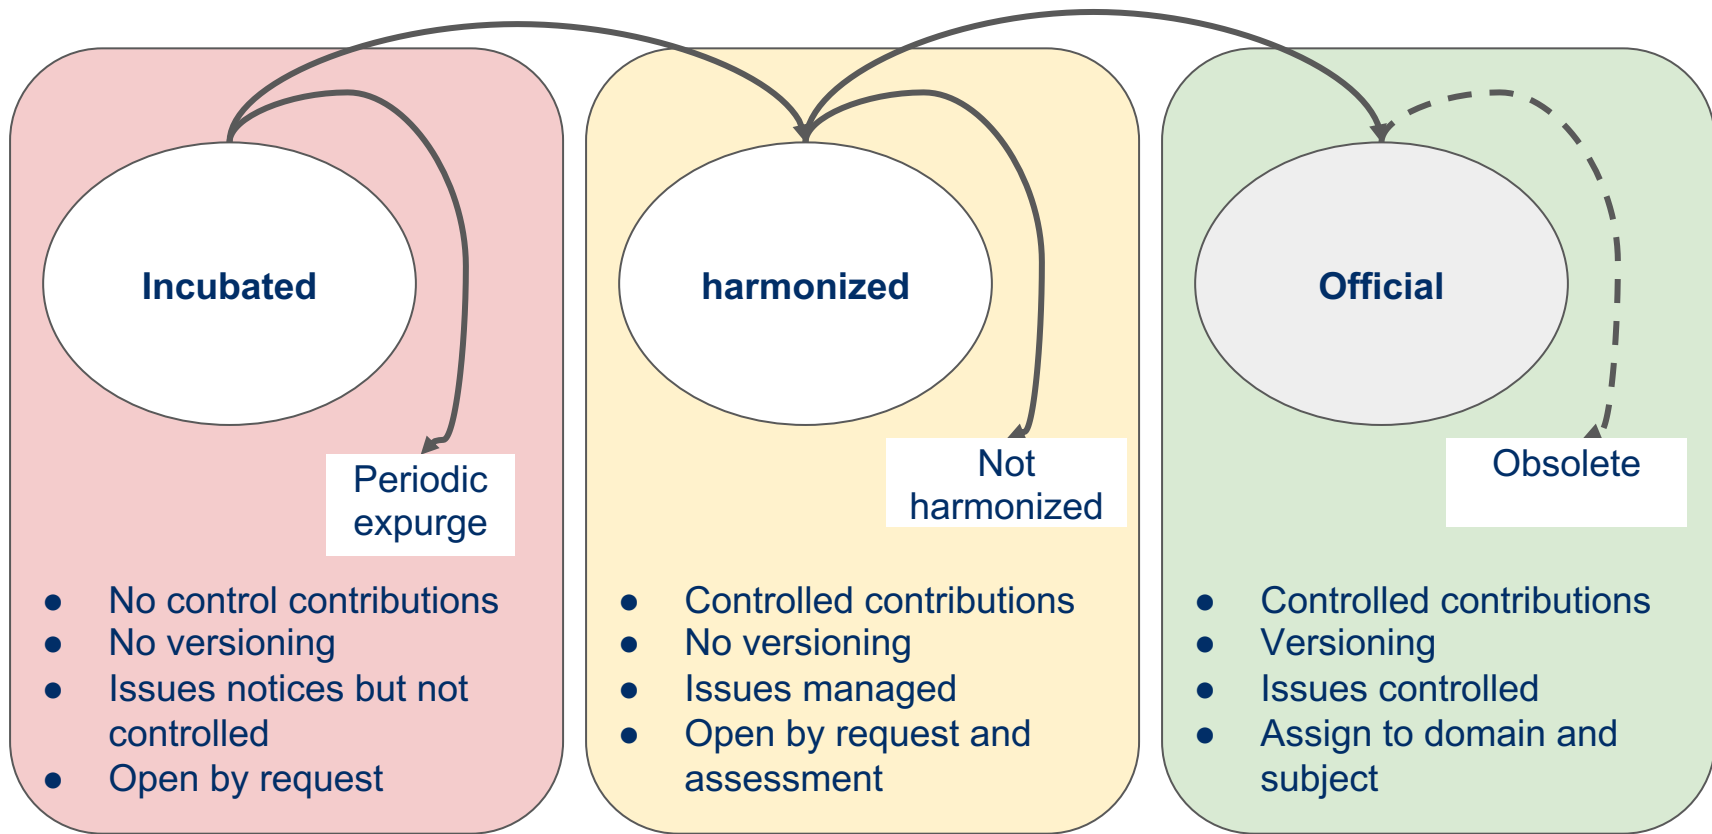 Incubated
Periodic
expurge
● No control contributions
● No versioning
● Issues notices but not
controlled
● Open by request
harmonized
Not
harmonized
● Controlled contributions
● No versioning
● Issues managed
● Open by request and
assessment
Official
Obsolete
● Controlled contributions
● Versioning
● Issues controlled
● Assign to domain and
subject